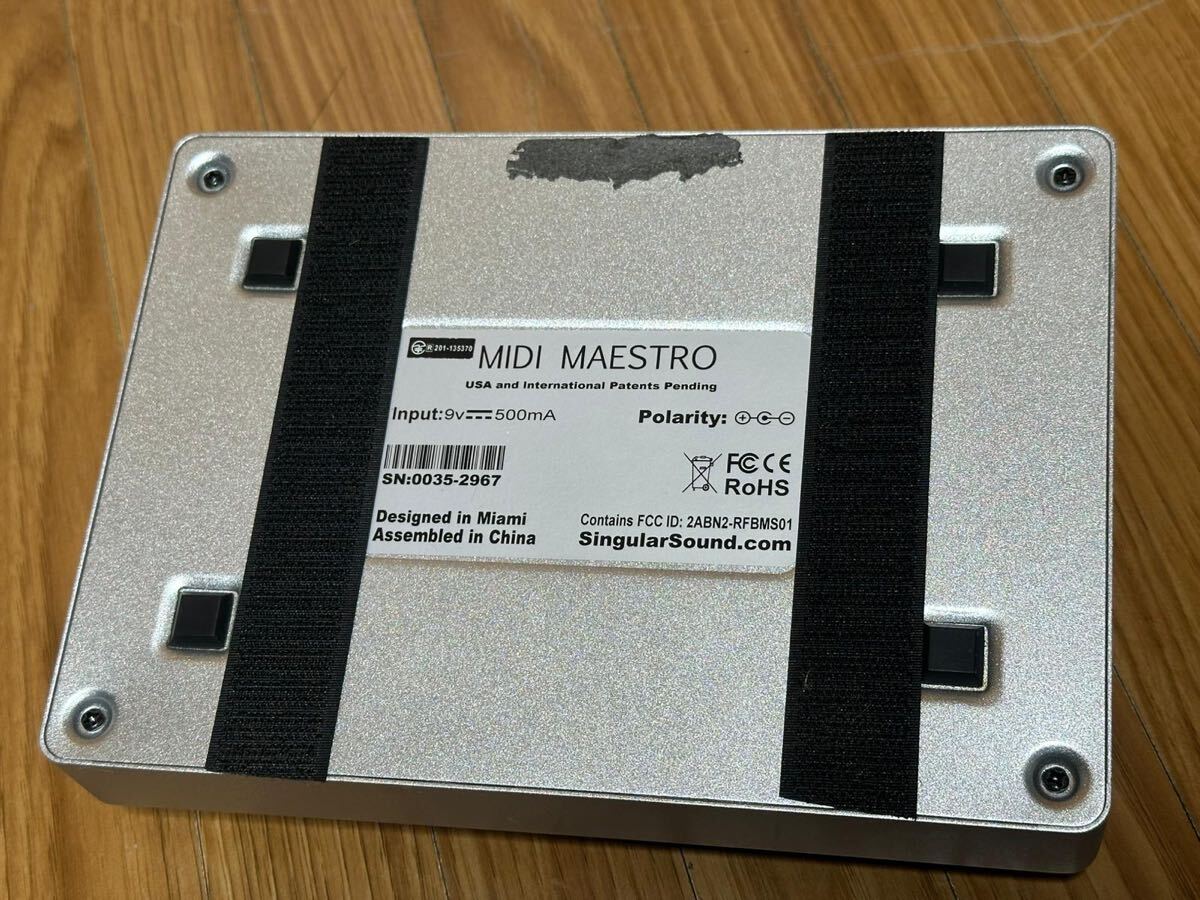 R 201-135370
MIDI MAESTRO
USA and International Patents Pending
Input:9v 500mA
Polarity:
SN:0035-2967
FC CE
RoHS
Designed in Miami
Assembled in China
Contains FCC ID: 2ABN2-RFBMS01
SingularSound.com